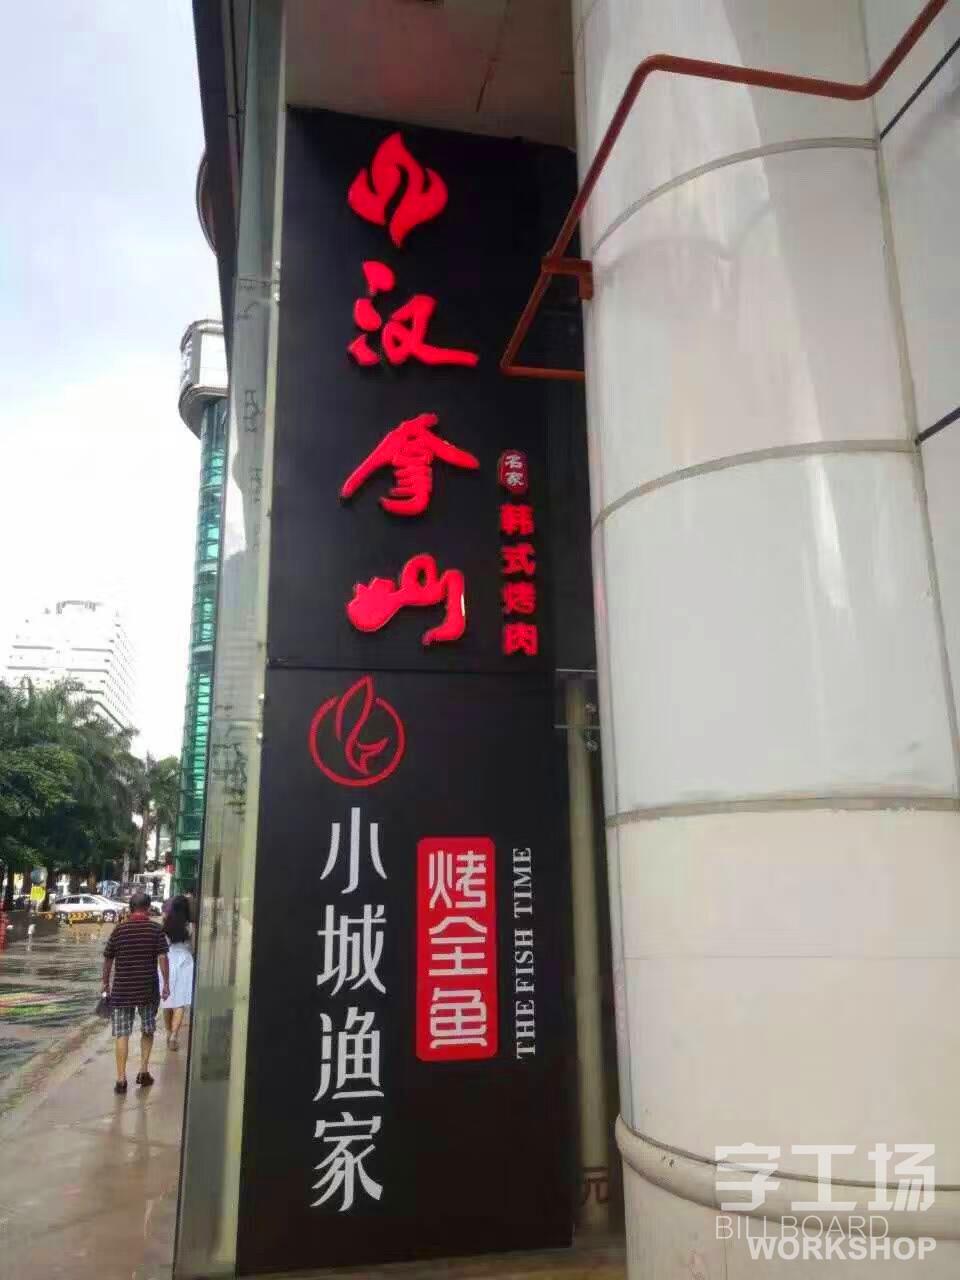 汉拿山
名家
韩式烤肉
小城渔家
烤全鱼
THE FISH TIME
元
字工场
BILLBOARD
WORKSHOP